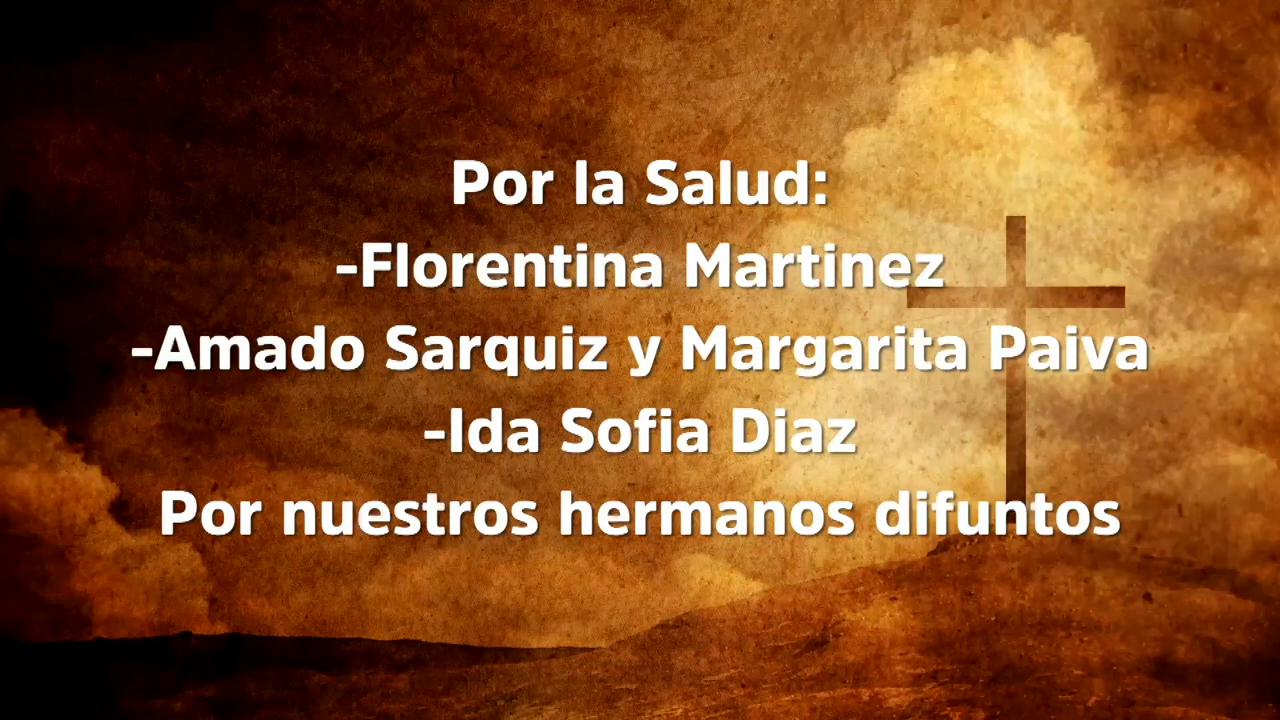 Por la Salud:
-Florentina Martinez
-Amado Sarquiz y Margarita Paiva
-Ida Sofia Diaz
Por nuestros hermanos difuntos